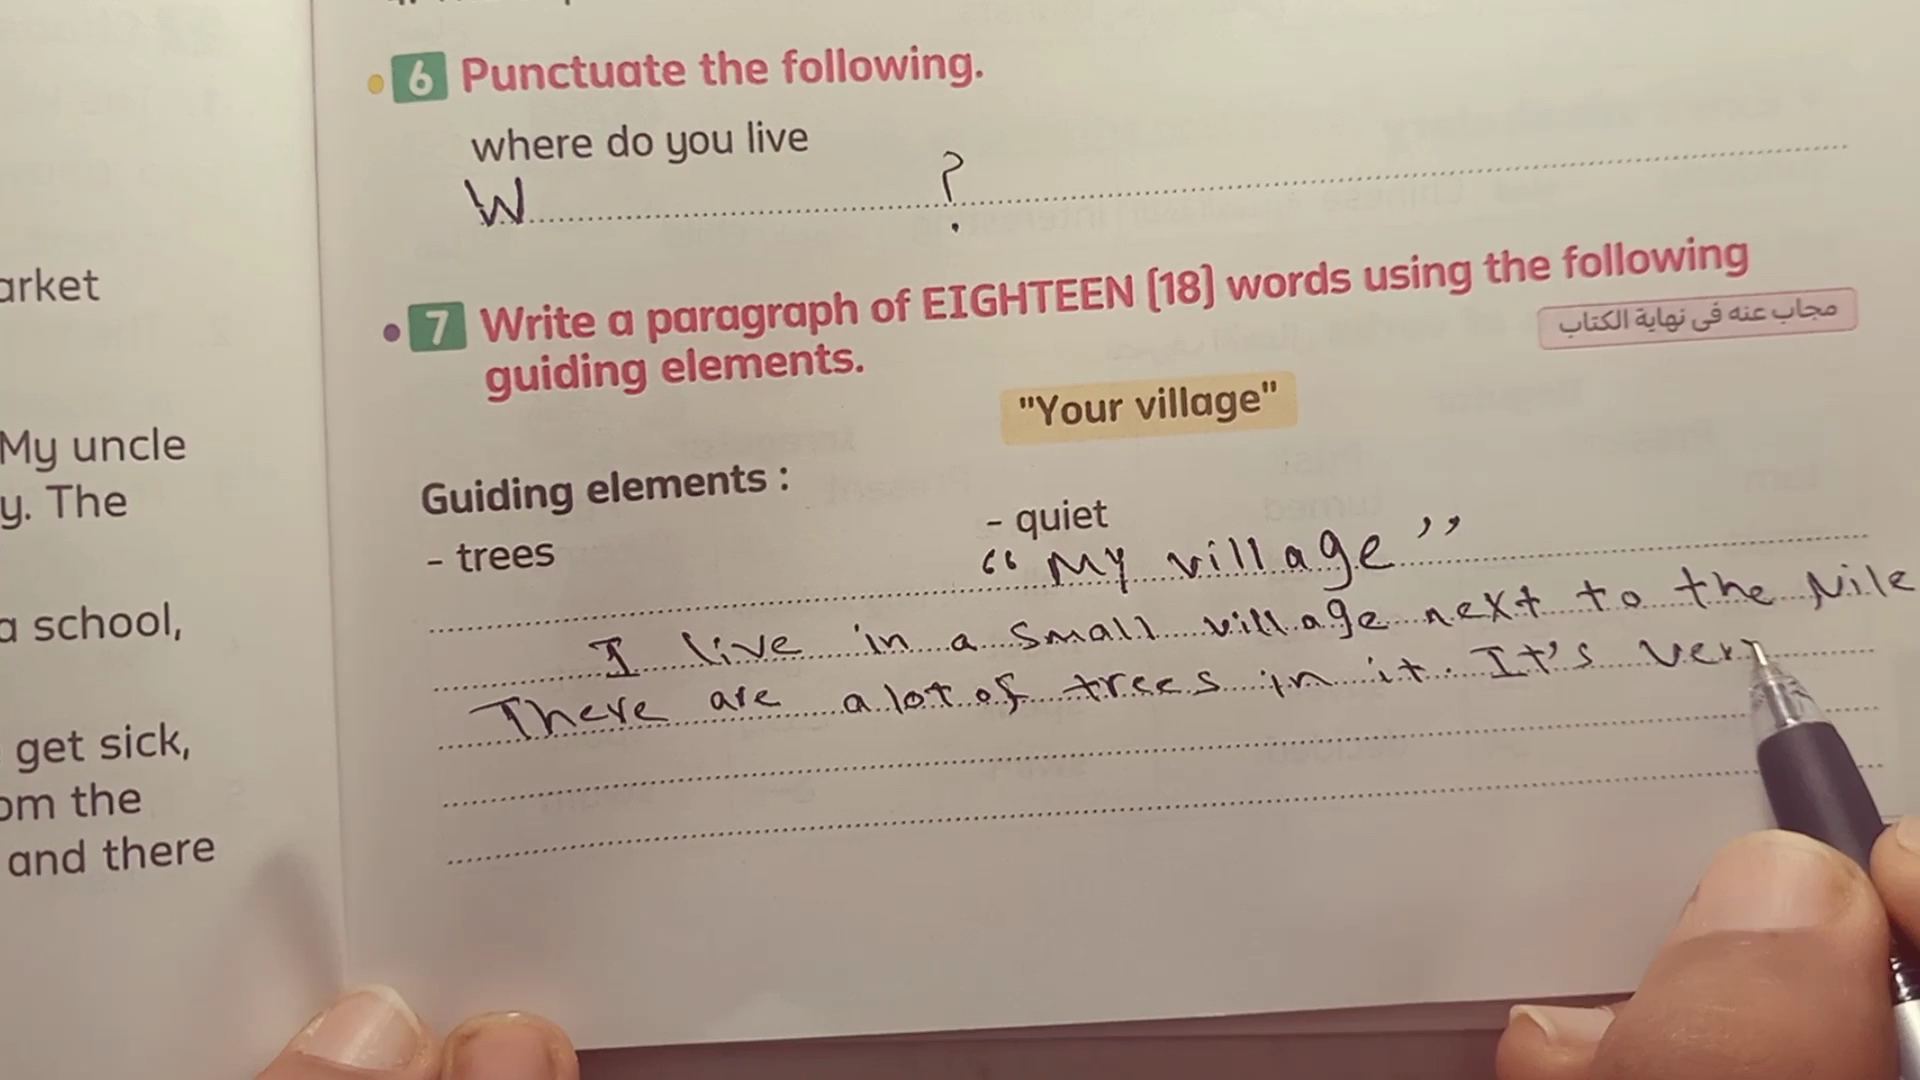 6 Punctuate the following.
where do you live
W ?
7 Write a paragraph of EIGHTEEN (18) words using the following
guiding elements.
مجاب عنه فى نهاية الكتاب
"Your village"
Guiding elements :
- trees
- quiet
“ My village ”
I live in a small village next to the Nile
There are a lot of trees in it. It's very
arket
My uncle
y. The
a school,
get sick,
om the
and there